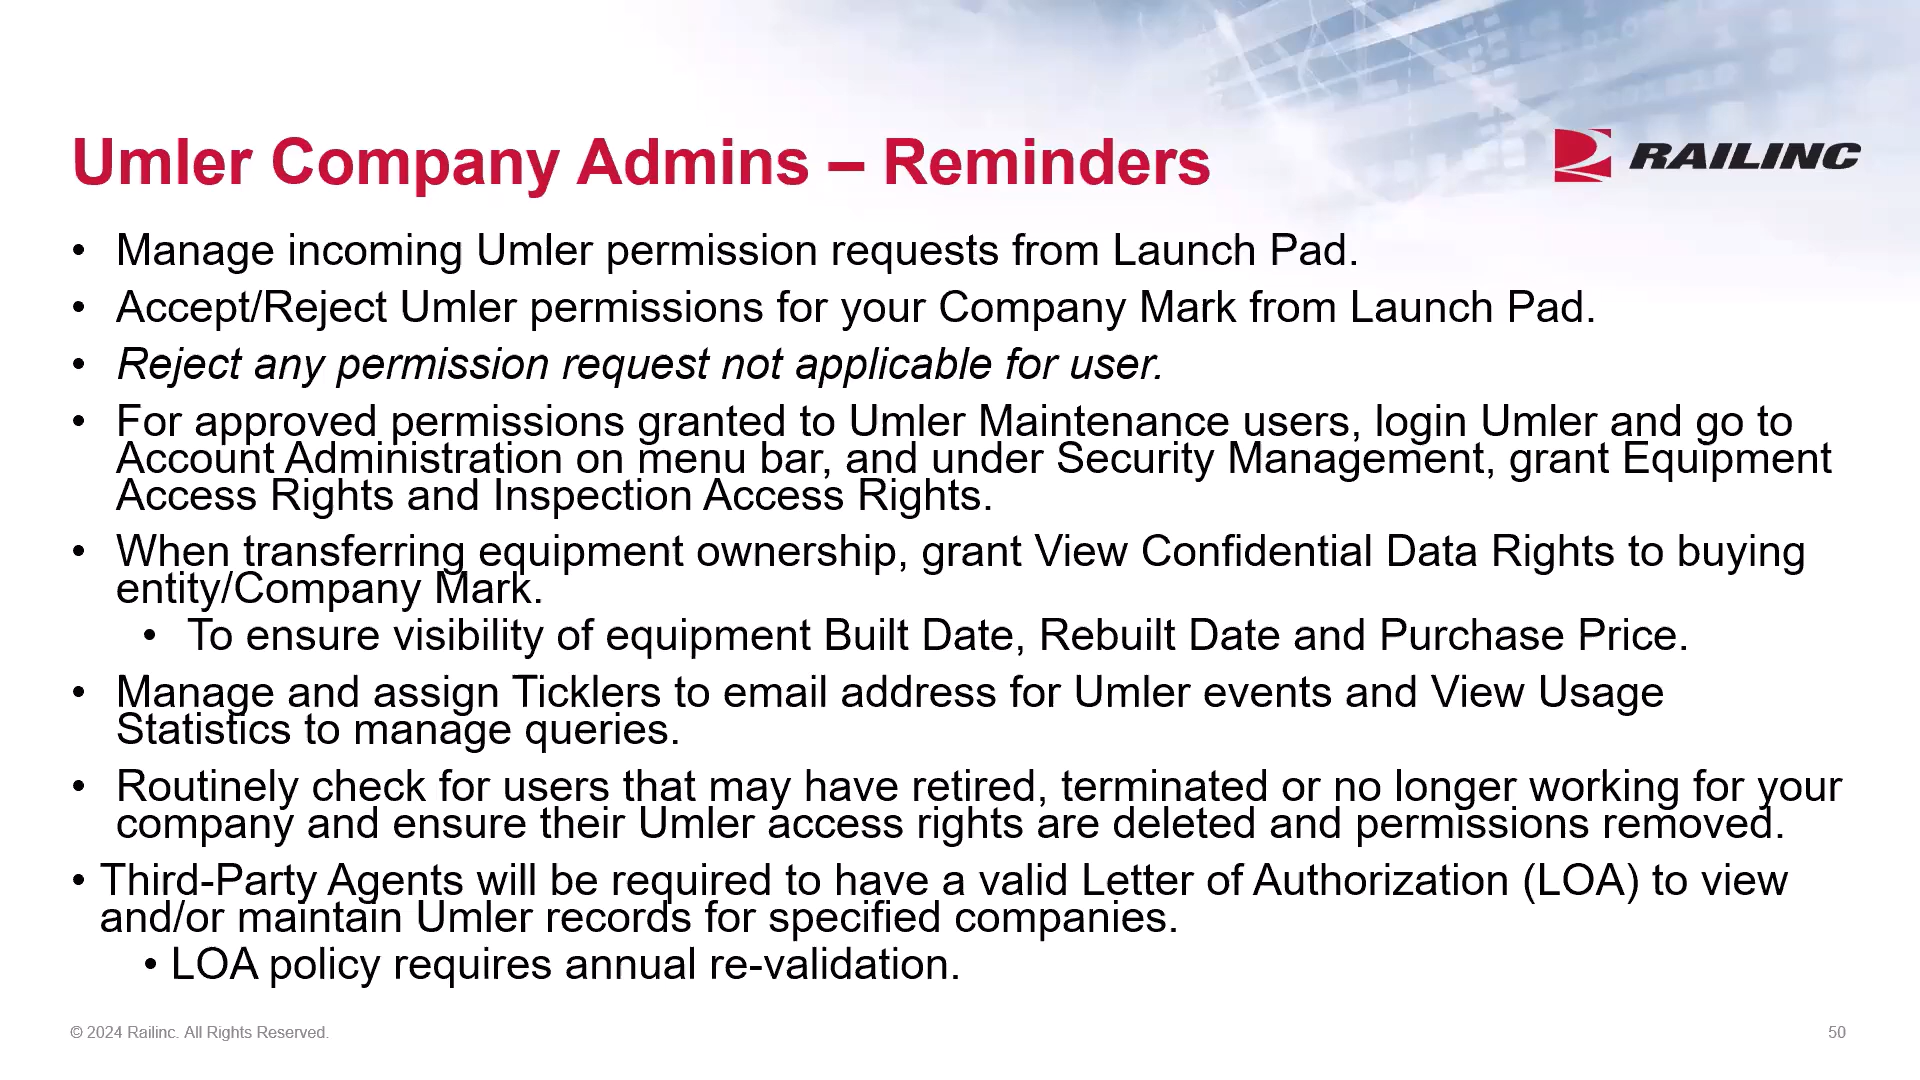 Umler Company Admins – Reminders
RAILINC
• Manage incoming Umler permission requests from Launch Pad.
• Accept/Reject Umler permissions for your Company Mark from Launch Pad.
• Reject any permission request not applicable for user.
• For approved permissions granted to Umler Maintenance users, login Umler and go to
Account Administration on menu bar, and under Security Management, grant Equipment
Access Rights and Inspection Access Rights.
• When transferring equipment ownership, grant View Confidential Data Rights to buying
entity/Company Mark.
• To ensure visibility of equipment Built Date, Rebuilt Date and Purchase Price.
• Manage and assign Ticklers to email address for Umler events and View Usage
Statistics to manage queries.
• Routinely check for users that may have retired, terminated or no longer working for your
company and ensure their Umler access rights are deleted and permissions removed.
• Third-Party Agents will be required to have a valid Letter of Authorization (LOA) to view
and/or maintain Umler records for specified companies.
• LOA policy requires annual re-validation.
© 2024 Railinc. All Rights Reserved.
50